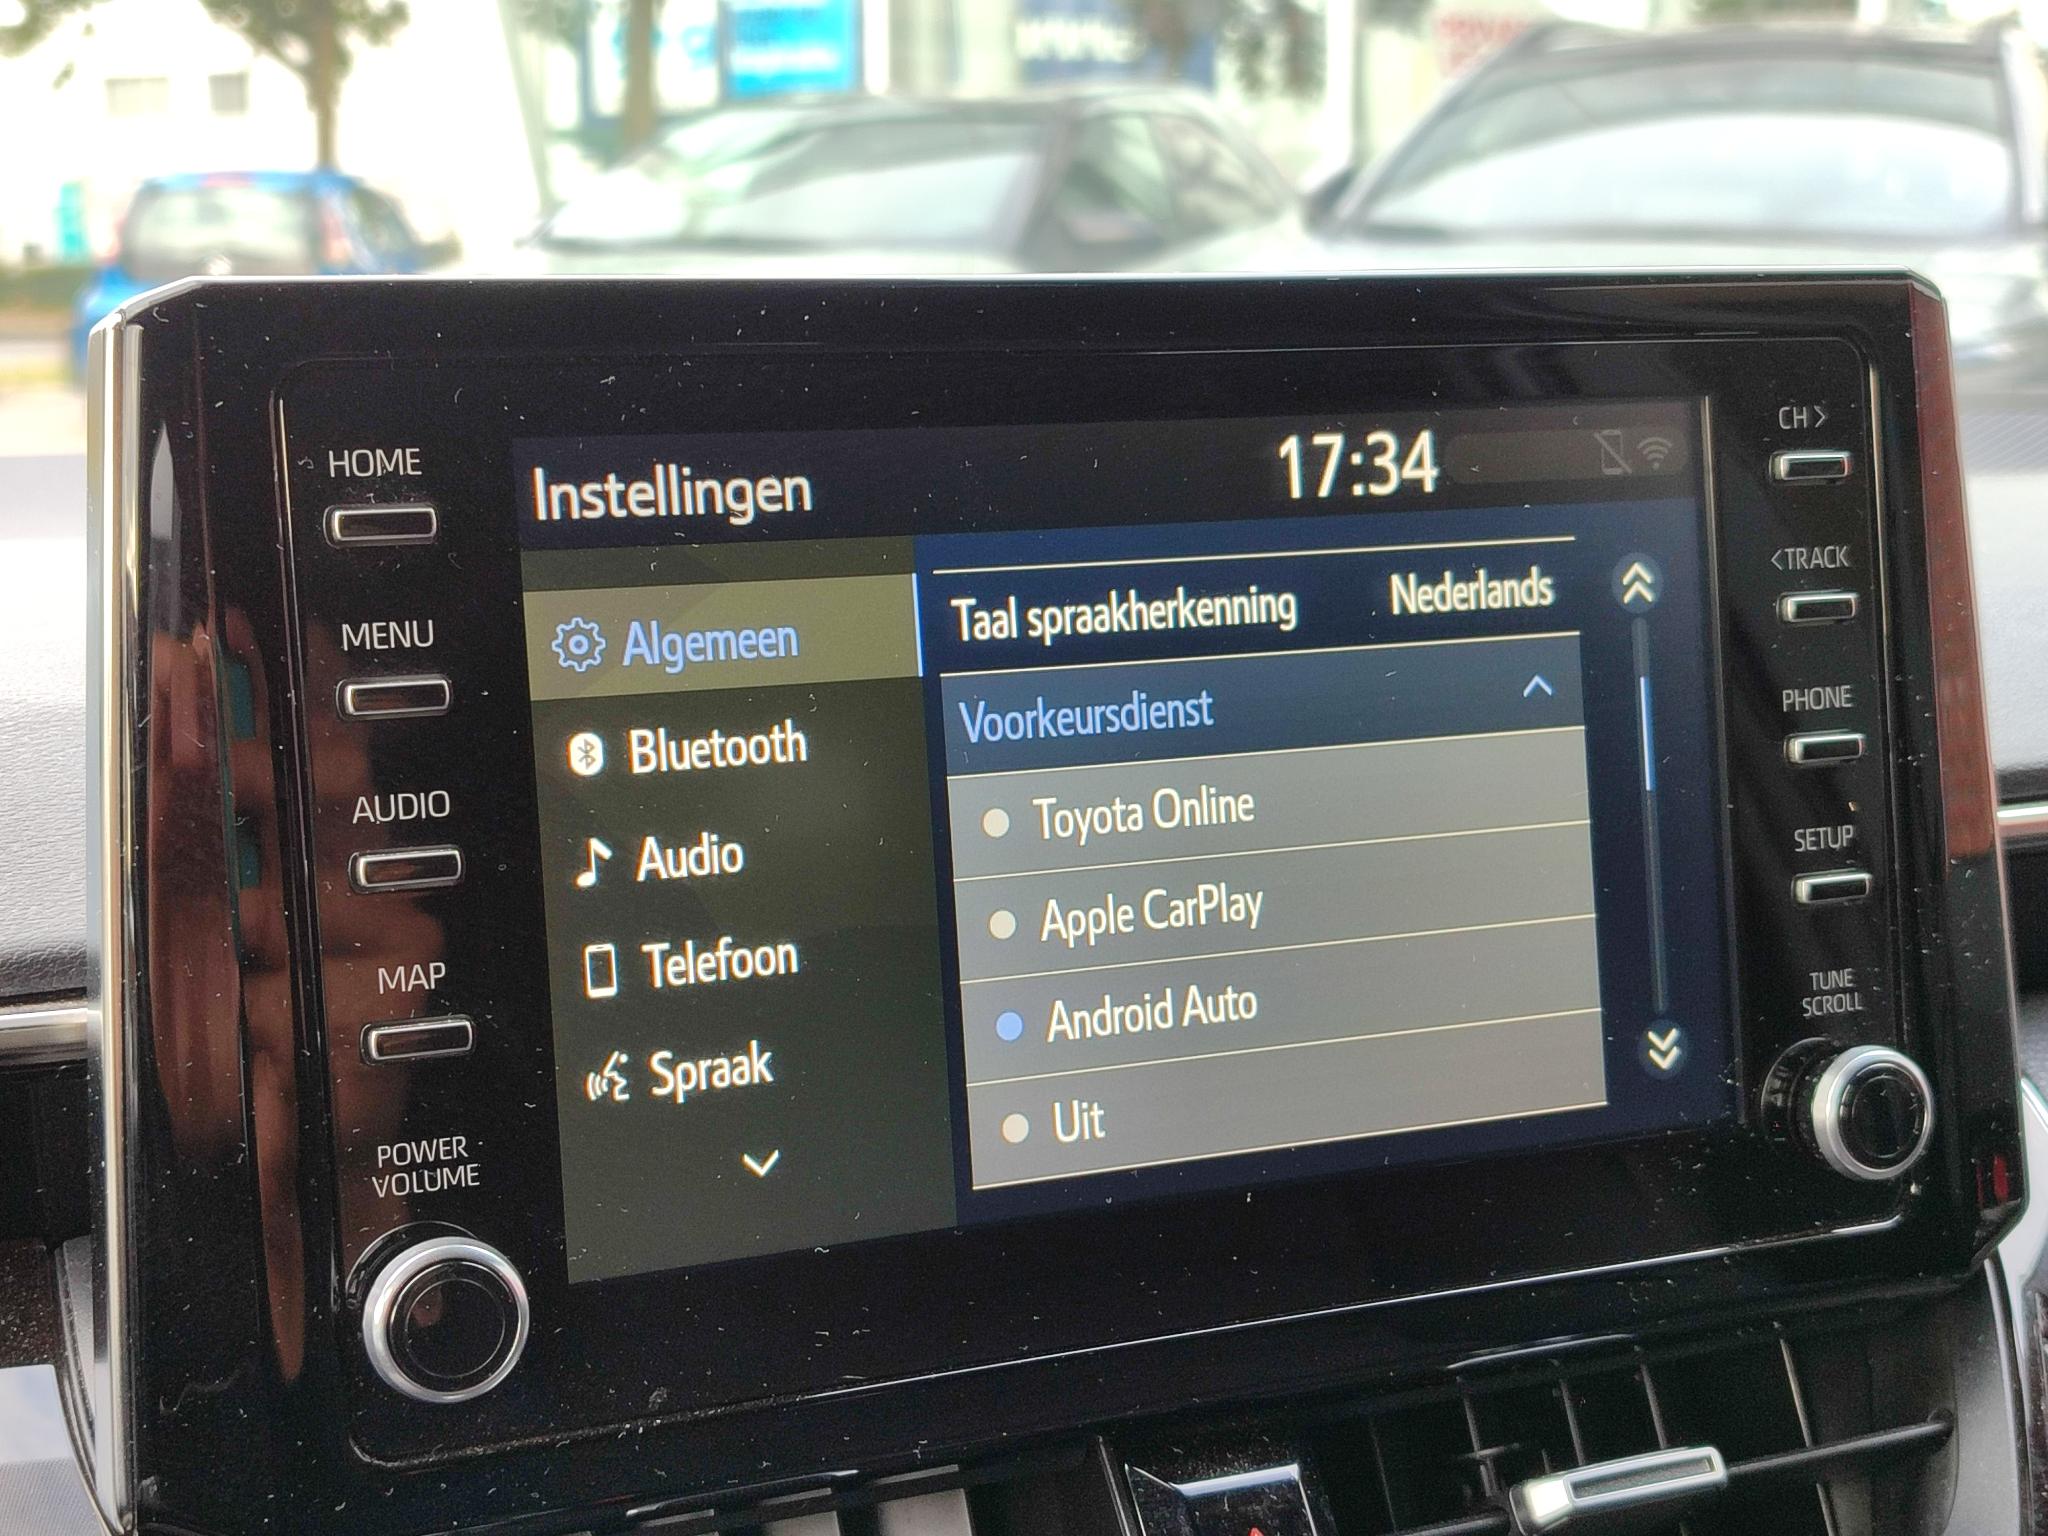 HOME
MENU
AUDIO
MAP
POWER
VOLUME
Instellingen
17:34
Algemeen
Bluetooth
Audio
Telefoon
Spraak
Taal spraakherkenning Nederlands
Voorkeursdienst
Toyota Online
Apple CarPlay
Android Auto
Uit
CH >
< TRACK
PHONE
SETUP
TUNE
SCROLL